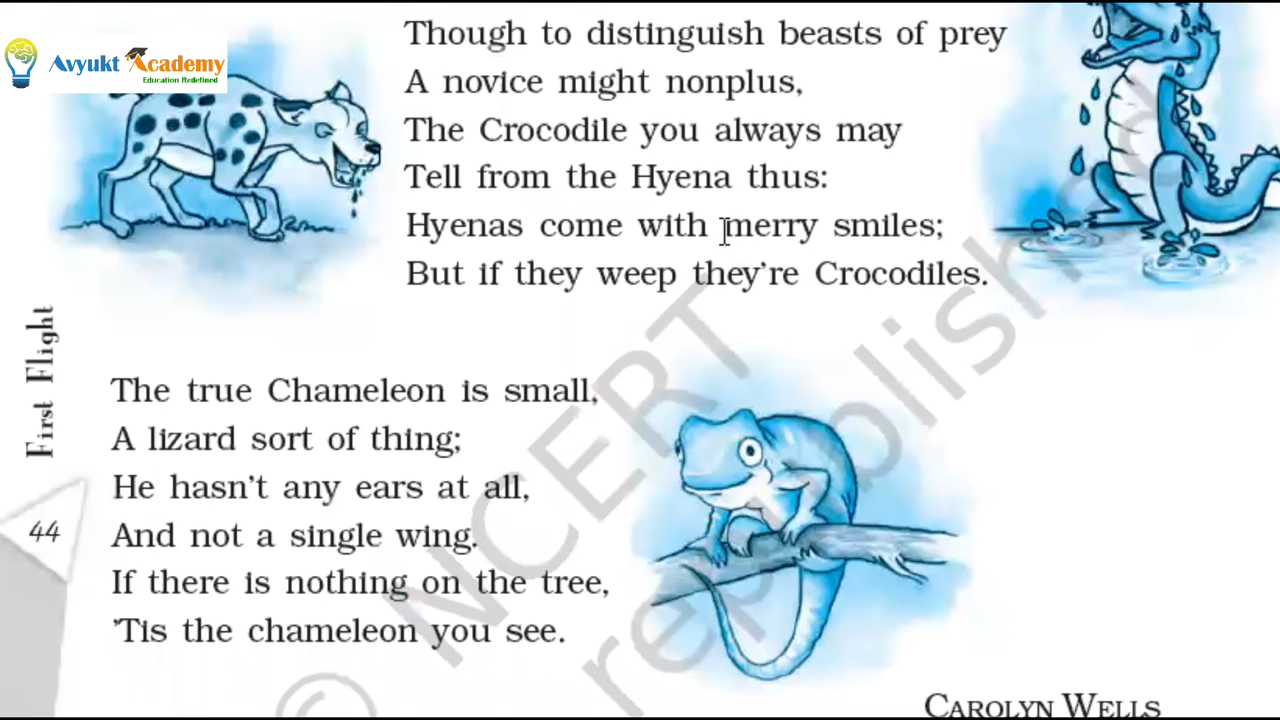 Avyukt Academy
Education Redefined
Though to distinguish beasts of prey
A novice might nonplus,
The Crocodile you always may
Tell from the Hyena thus:
Hyenas come with merry smiles;
But if they weep they’re Crocodiles.
The true Chameleon is small,
A lizard sort of thing;
He hasn’t any ears at all,
And not a single wing.
If there is nothing on the tree,
’Tis the chameleon you see.
CAROLYN WELLS
First Flight
44
© NCERT
republish